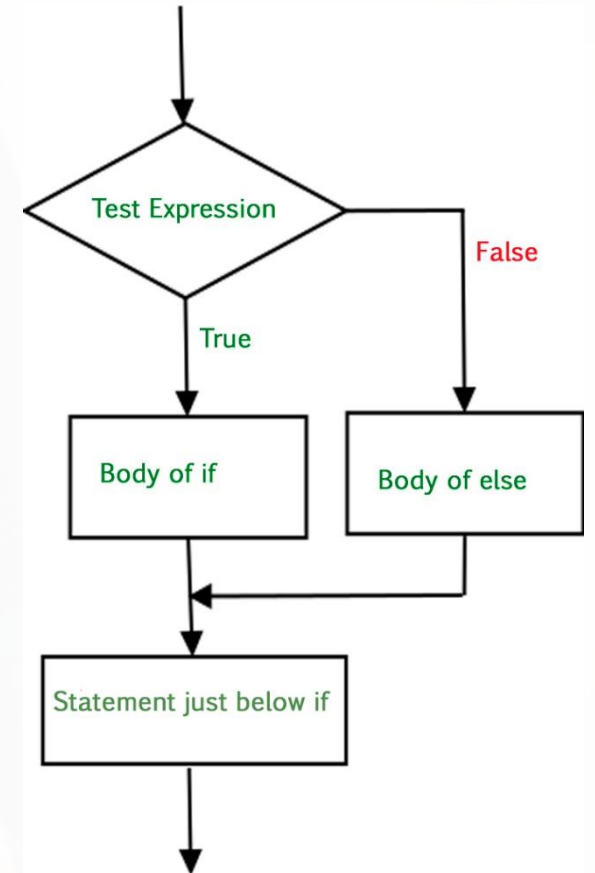 Test Expression
False
True
Body of if
Body of else
Statement just below if